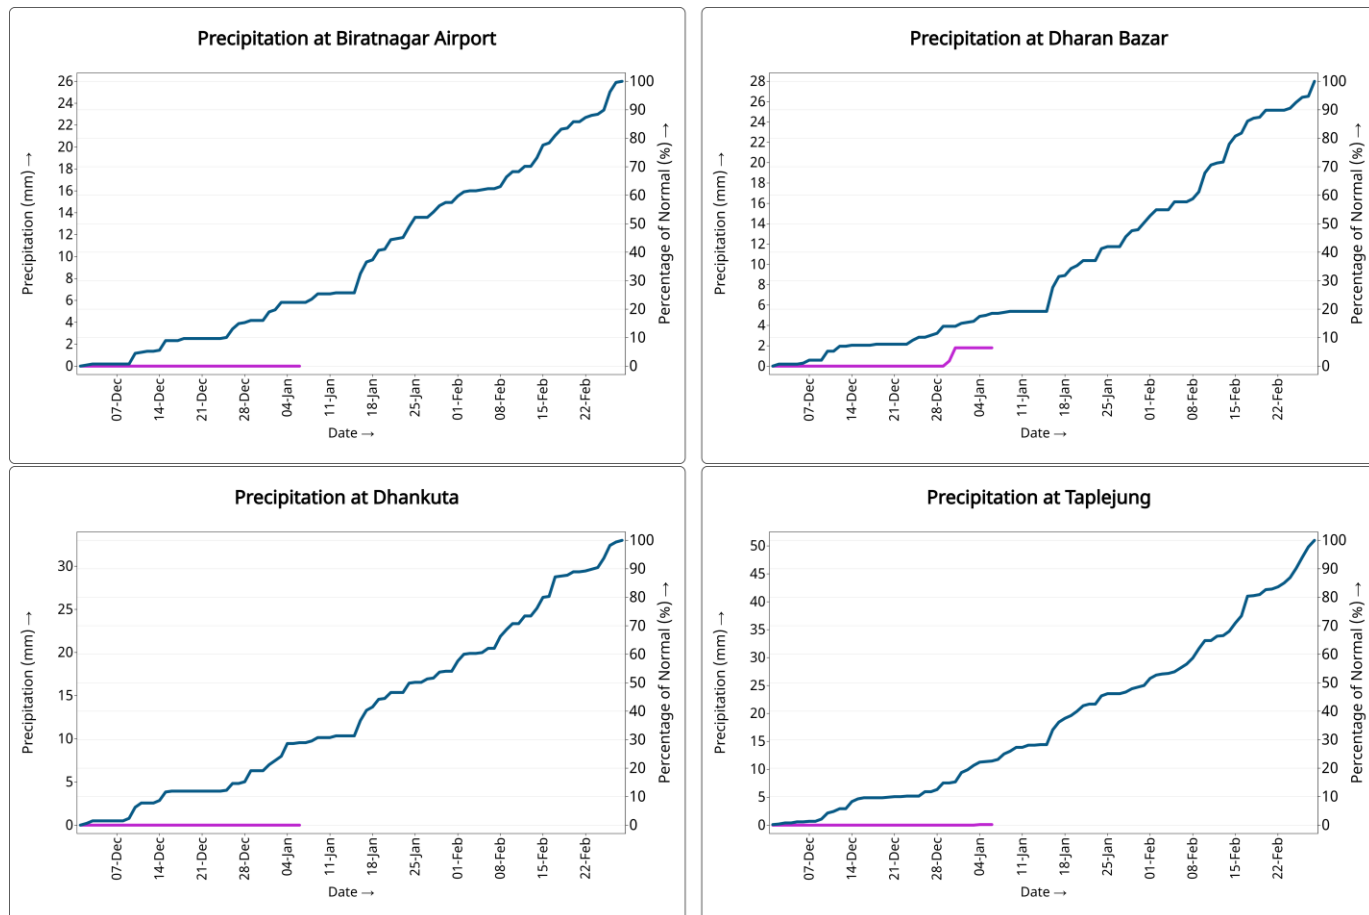 Precipitation at Biratnagar Airport
Precipitation (mm) →
26
24
22
20
18
16
14
12
10
8
6
4
2
0
100
90
80
70
60
50
40
30
20
10
0
Percentage of Normal (%) →
07-Dec
14-Dec
21-Dec
28-Dec
04-Jan
11-Jan
18-Jan
25-Jan
01-Feb
08-Feb
15-Feb
22-Feb
Date →
Precipitation at Dharan Bazar
Precipitation (mm) →
28
26
24
22
20
18
16
14
12
10
8
6
4
2
0
100
90
80
70
60
50
40
30
20
10
0
Percentage of Normal (%) →
07-Dec
14-Dec
21-Dec
28-Dec
04-Jan
11-Jan
18-Jan
25-Jan
01-Feb
08-Feb
15-Feb
22-Feb
Date →
Precipitation at Dhankuta
Precipitation (mm) →
30
25
20
15
10
5
0
100
90
80
70
60
50
40
30
20
10
0
Percentage of Normal (%) →
07-Dec
14-Dec
21-Dec
28-Dec
04-Jan
11-Jan
18-Jan
25-Jan
01-Feb
08-Feb
15-Feb
22-Feb
Date →
Precipitation at Taplejung
Precipitation (mm) →
50
45
40
35
30
25
20
15
10
5
0
100
90
80
70
60
50
40
30
20
10
0
Percentage of Normal (%) →
07-Dec
14-Dec
21-Dec
28-Dec
04-Jan
11-Jan
18-Jan
25-Jan
01-Feb
08-Feb
15-Feb
22-Feb
Date →